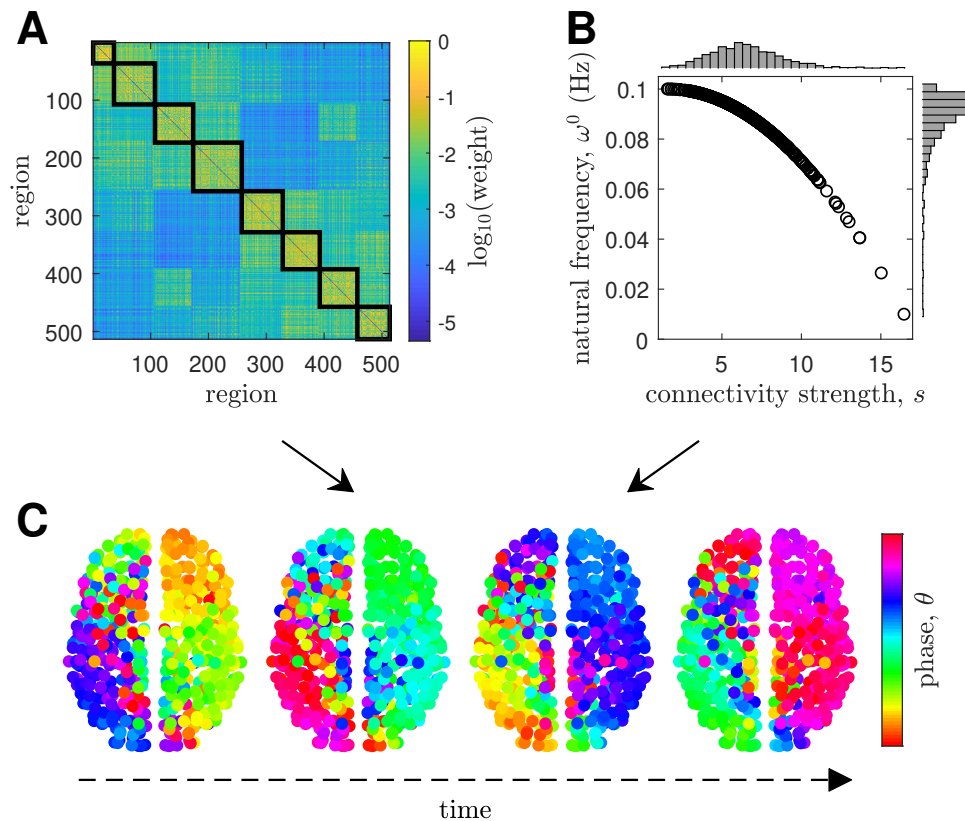 A
100
200
300
400
500
100 200 300 400 500
region
region
0
-1
-2
-3
-4
-5
log₁₀(weight)
B
0.1
0.08
0.06
0.04
0.02
0
5 10 15
natural frequency, ω⁰ (Hz)
connectivity strength, s
C
phase, θ
time